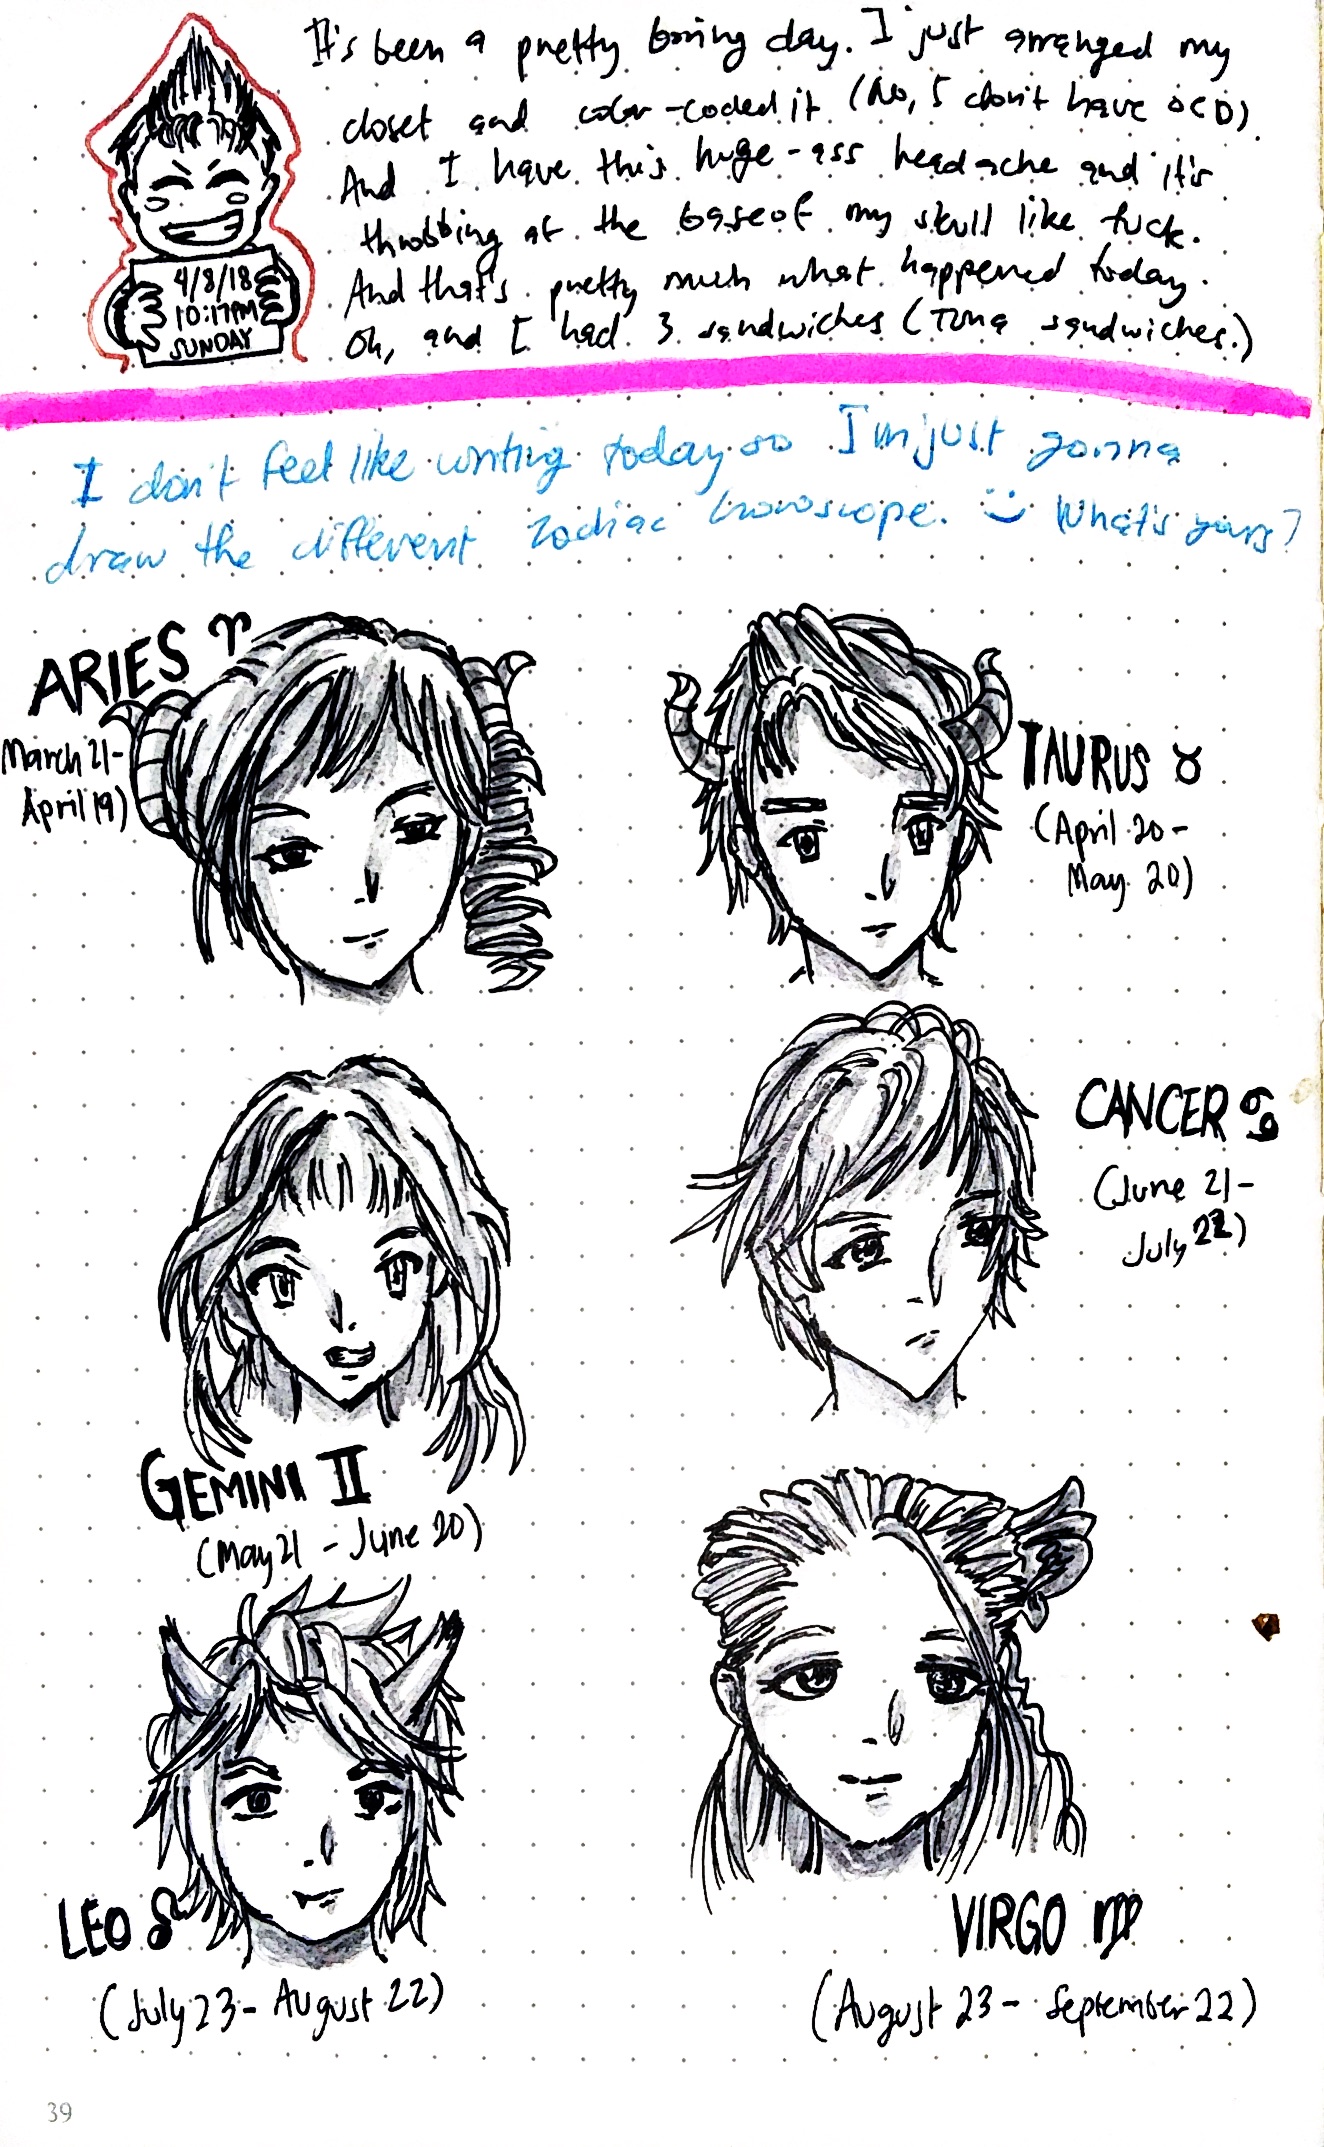 4/8/18
10:17PM
SUNDAY
It's been a pretty boring day. I just arranged my
closet and color-coded it (No, I don't have OCD).
And I have this huge-ass headache and it's
throbbing at the base of my skull like fuck.
And that's pretty much what happened today.
Oh, and I had 3 sandwiches (Tuna sandwiches.)
I don't feel like writing today so I'm just gonna
draw the different zodiac horoscope. What's yours?
ARIES ♈
(March 21-
April 19)
TAURUS ♉
(April 20-
May 20)
GEMINI ♊
(May 21 - June 20)
CANCER ♋
(June 21-
July 22)
LEO ♌
(July 23 - August 22)
VIRGO ♍
(August 23 - September 22)
39